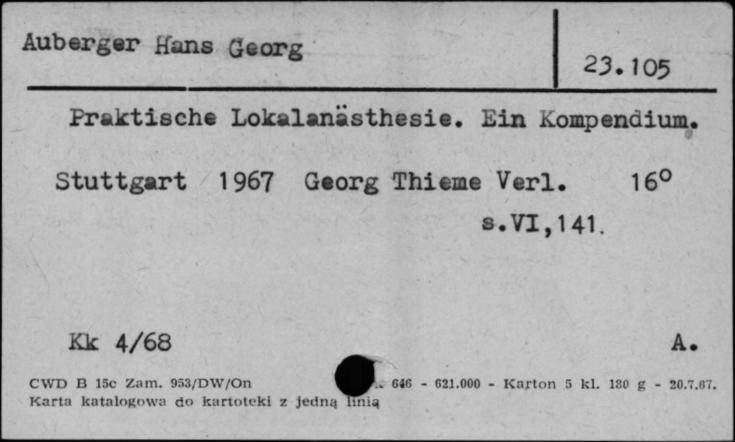 Auberger Hans Georg
23.105
Praktische Lokalanästhesie. Ein Kompendium.
Stuttgart 1967 Georg Thieme Verl. 16°
s.VI,141.
Kk 4/68 A.
CWD B 15c Zam. 953/DW/On 646 - 621.000 - Karton 5 kl. 180 g - 20.7.67.
Karta katalogowa do kartoteki z jedną linią